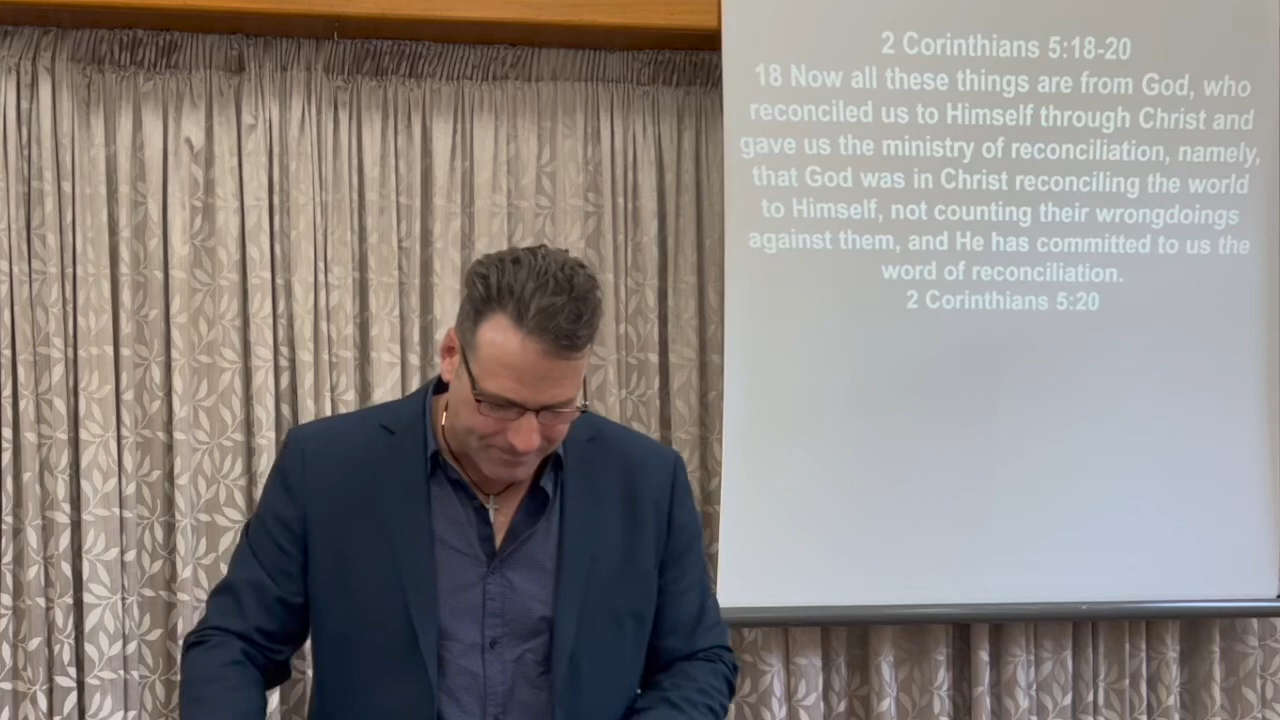 2 Corinthians 5:18-20
18 Now all these things are from God, who
reconciled us to Himself through Christ and
gave us the ministry of reconciliation, namely,
that God was in Christ reconciling the world
to Himself, not counting their wrongdoings
against them, and He has committed to us the
word of reconciliation.
2 Corinthians 5:20